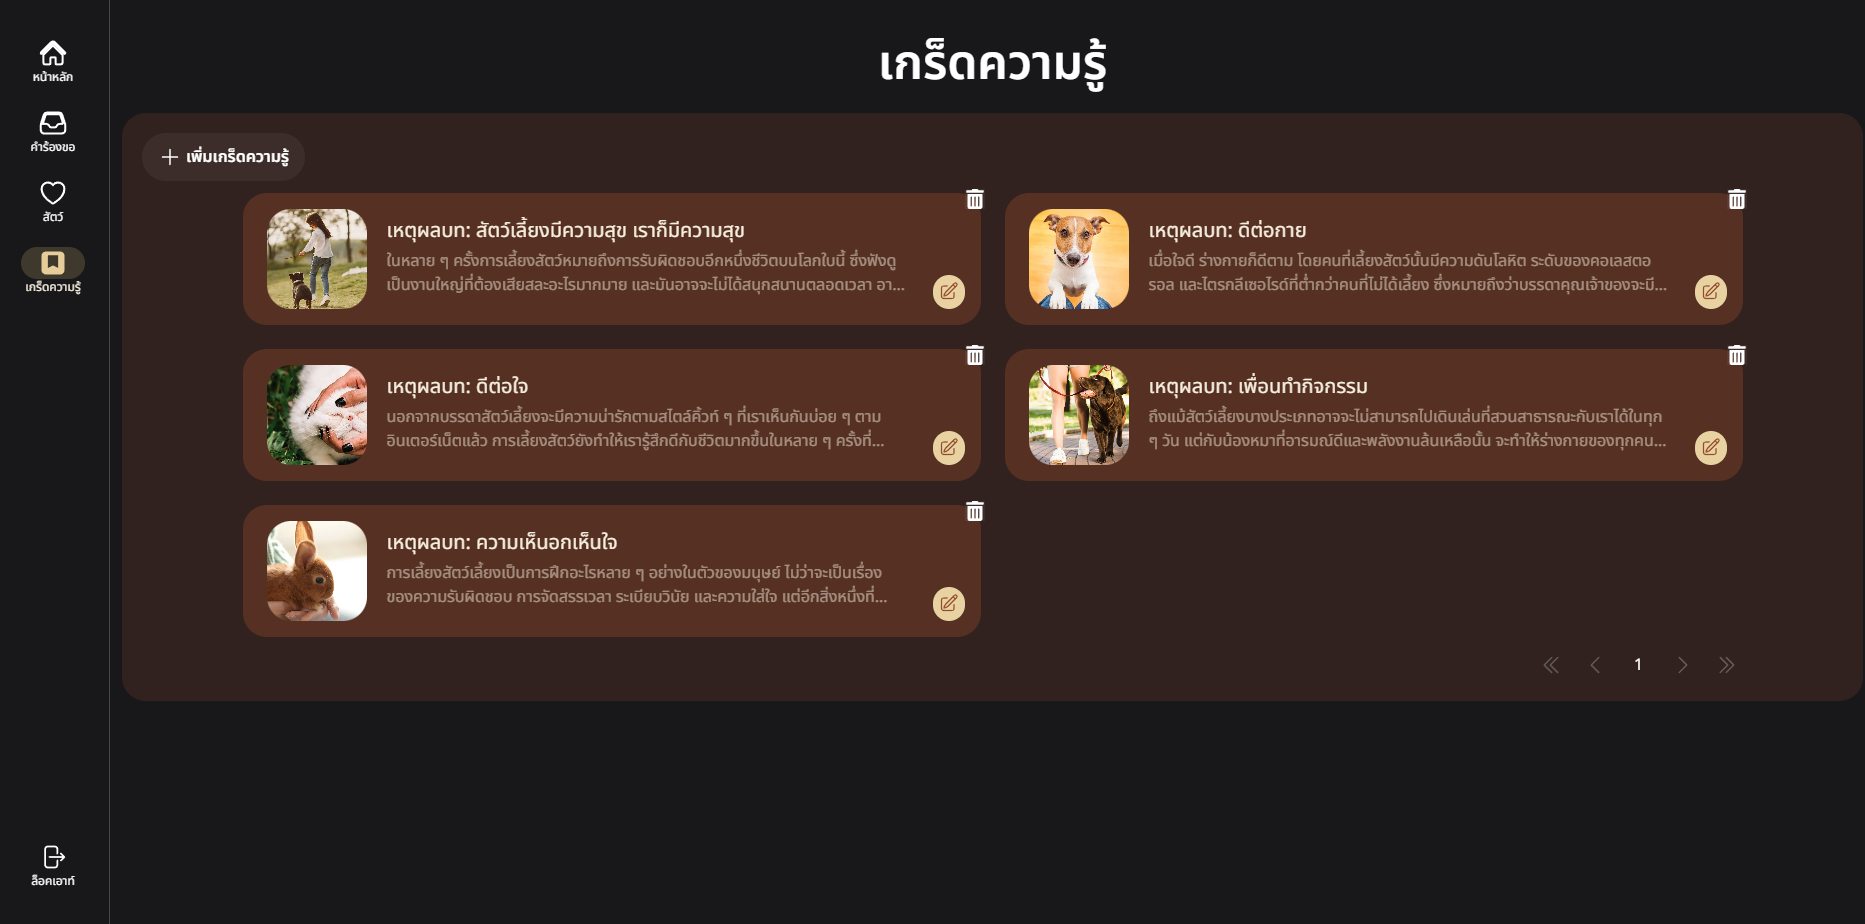 หน้าหลัก
คำร้องขอ
สัตว์
เกร็ดความรู้
ล็อคเอาท์
เกร็ดความรู้
เพิ่มเกร็ดความรู้
เหตุผลบท: สัตว์เลี้ยงมีความสุข เราก็มีความสุข
ในหลาย ๆ ครั้งการเลี้ยงสัตว์หมายถึงการรับผิดชอบอีกหนึ่งชีวิตบนโลกใบนี้ ซึ่งฟังดู
เป็นงานใหญ่ที่ต้องเสียสละอะไรมากมาย และมันอาจจะไม่ได้สนุกสนานตลอดเวลา อา...
เหตุผลบท: ดีต่อกาย
เมื่อใจดี ร่างกายก็ดีตาม โดยคนที่เลี้ยงสัตว์นั้นมีความดันโลหิต ระดับของคอเลสตอ
รอล และไตรกลีเซอไรด์ที่ต่ำกว่าคนที่ไม่ได้เลี้ยง ซึ่งหมายถึงว่าบรรดาคุณเจ้าของจะมี...
เหตุผลบท: ดีต่อใจ
นอกจากบรรดาสัตว์เลี้ยงจะมีความน่ารักตามสไตล์คิ้วท์ ๆ ที่เราเห็นกันบ่อย ๆ ตาม
อินเตอร์เน็ตแล้ว การเลี้ยงสัตว์ยังทำให้เรารู้สึกดีกับชีวิตมากขึ้นในหลาย ๆ ครั้งที่...
เหตุผลบท: เพื่อนทำกิจกรรม
ถึงแม้สัตว์เลี้ยงบางประเภทอาจจะไม่สามารถไปเดินเล่นที่สวนสาธารณะกับเราได้ในทุก
ๆ วัน แต่กับน้องหมาที่อารมณ์ดีและพลังงานล้นเหลือนั้น จะทำให้ร่างกายของทุกคน...
เหตุผลบท: ความเห็นอกเห็นใจ
การเลี้ยงสัตว์เลี้ยงเป็นการฝึกอะไรหลาย ๆ อย่างในตัวของมนุษย์ ไม่ว่าจะเป็นเรื่อง
ของความรับผิดชอบ การจัดสรรเวลา ระเบียบวินัย และความใส่ใจ แต่อีกสิ่งหนึ่งที่...
1